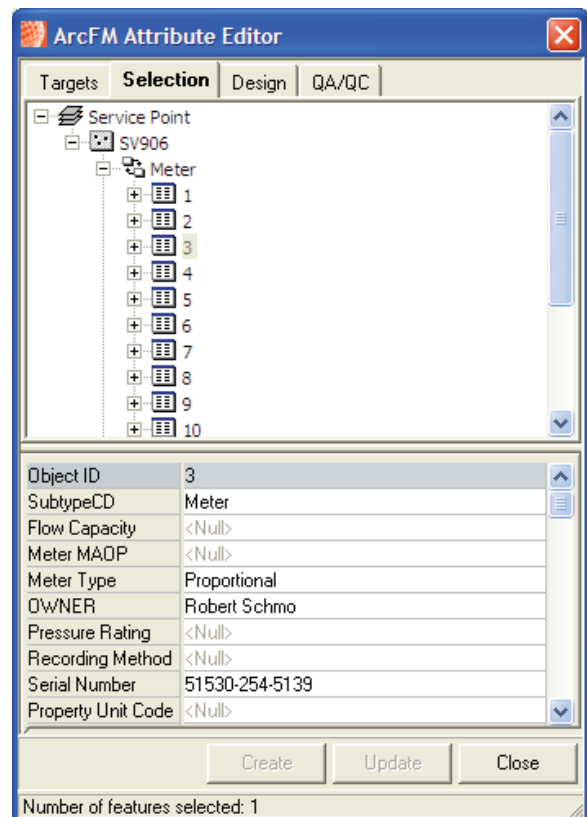 ArcFM Attribute Editor
Targets Selection Design QA/QC
Service Point
SV906
Meter
1
2
3
4
5
6
7
8
9
10
Object ID 3
SubtypeCD Meter
Flow Capacity <Null>
Meter MAOP <Null>
Meter Type Proportional
OWNER Robert Schmo
Pressure Rating <Null>
Recording Method <Null>
Serial Number 51530-254-5139
Property Unit Code <Null>
Create Update Close
Number of features selected: 1